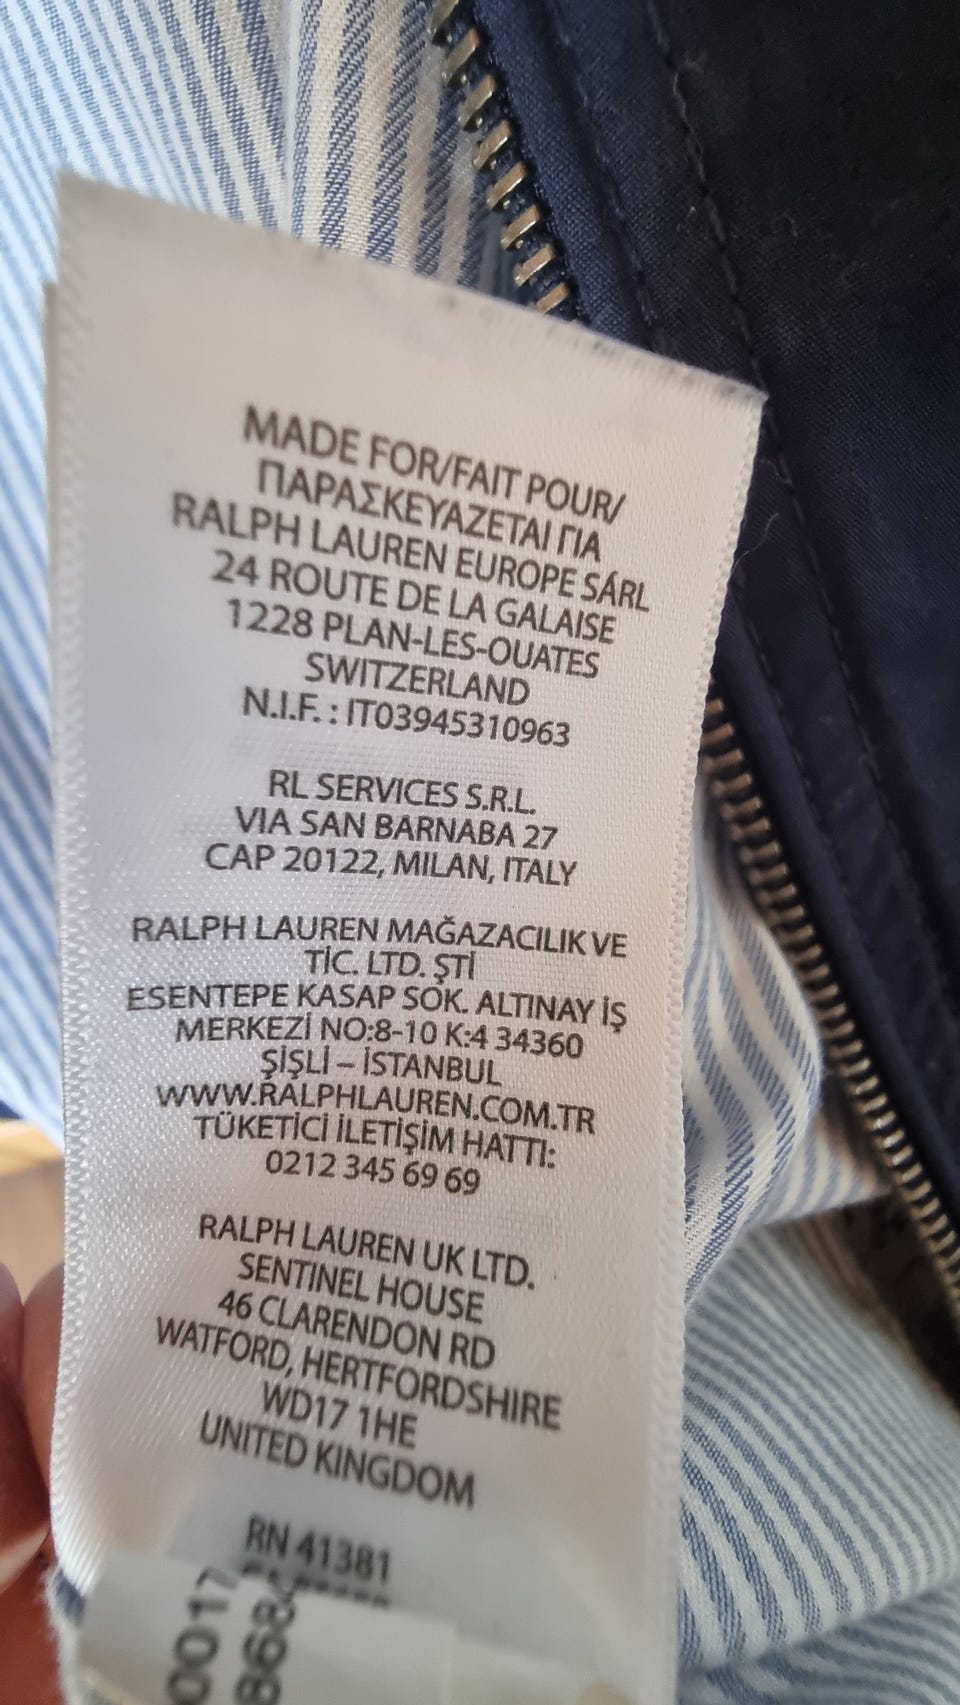 MADE FOR/FAIT POUR/
ΠΑΡΑΣΚΕΥΑΖΕΤΑΙ ΓΙΑ
RALPH LAUREN EUROPE SÁRL
24 ROUTE DE LA GALAISE
1228 PLAN-LES-OUATES
SWITZERLAND
N.I.F. : IT03945310963
RL SERVICES S.R.L.
VIA SAN BARNABA 27
CAP 20122, MILAN, ITALY
RALPH LAUREN MAĞAZACILIK VE
TİC. LTD. ŞTİ
ESENTEPE KASAP SOK. ALTINAY İŞ
MERKEZİ NO:8-10 K:4 34360
ŞİŞLİ – İSTANBUL
WWW.RALPHLAUREN.COM.TR
TÜKETİCİ İLETİŞİM HATTI:
0212 345 69 69
RALPH LAUREN UK LTD.
SENTINEL HOUSE
46 CLARENDON RD
WATFORD, HERTFORDSHIRE
WD17 1HE
UNITED KINGDOM
RN 41381